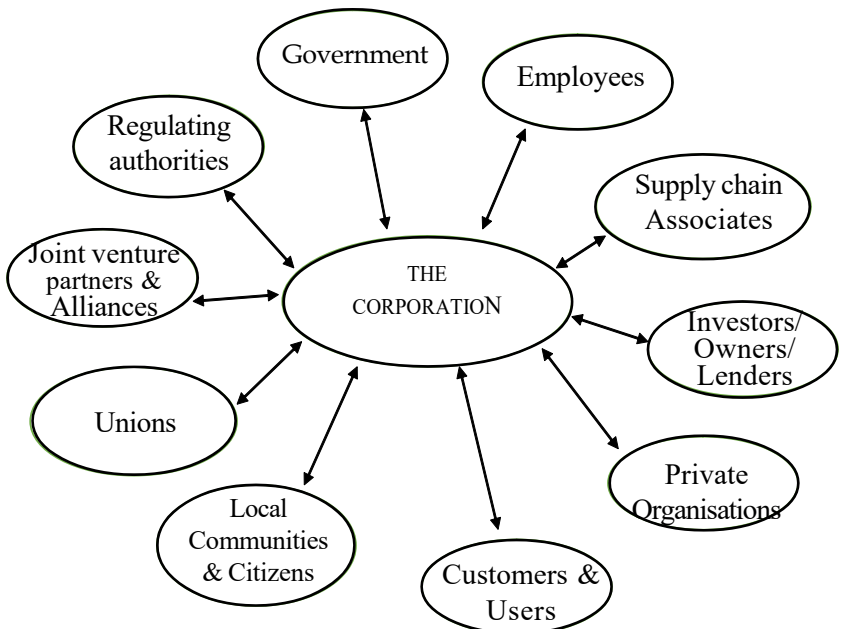 Government
Employees
Regulating
authorities
Supply chain
Associates
Joint venture
partners &
Alliances
THE
CORPORATION
Investors/
Owners/
Lenders
Unions
Private
Organisations
Local
Communities
& Citizens
Customers &
Users